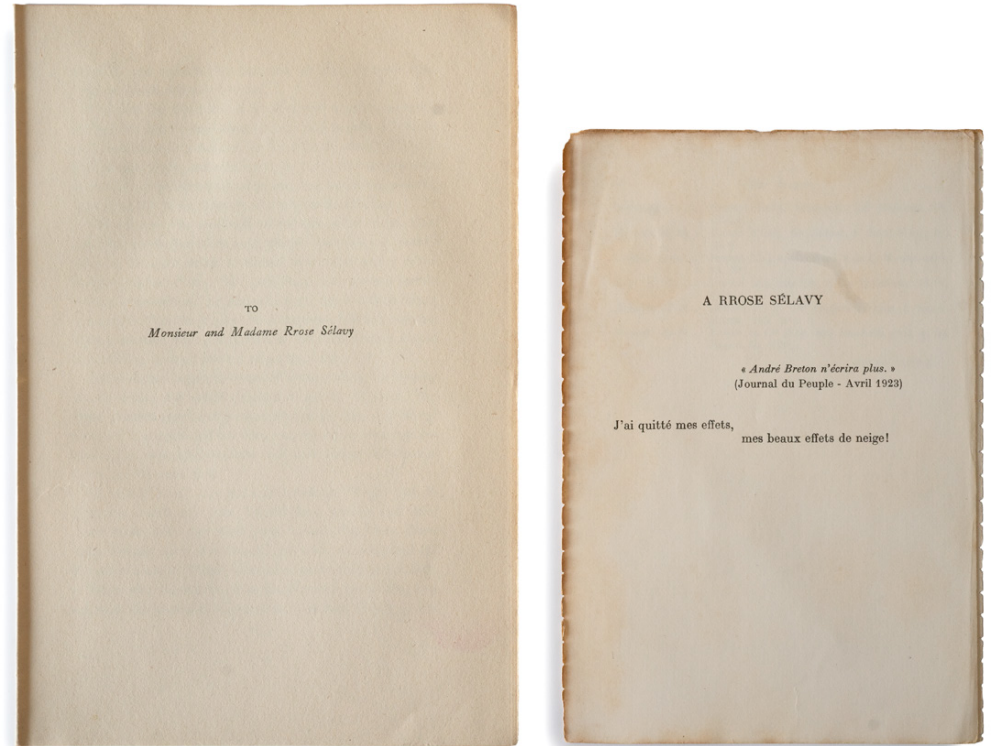 TO
Monsieur and Madame Rrose Sélavy
A RROSE SÉLAVY
« André Breton n'écrira plus. »
(Journal du Peuple - Avril 1923)
J'ai quitté mes effets,
mes beaux effets de neige!